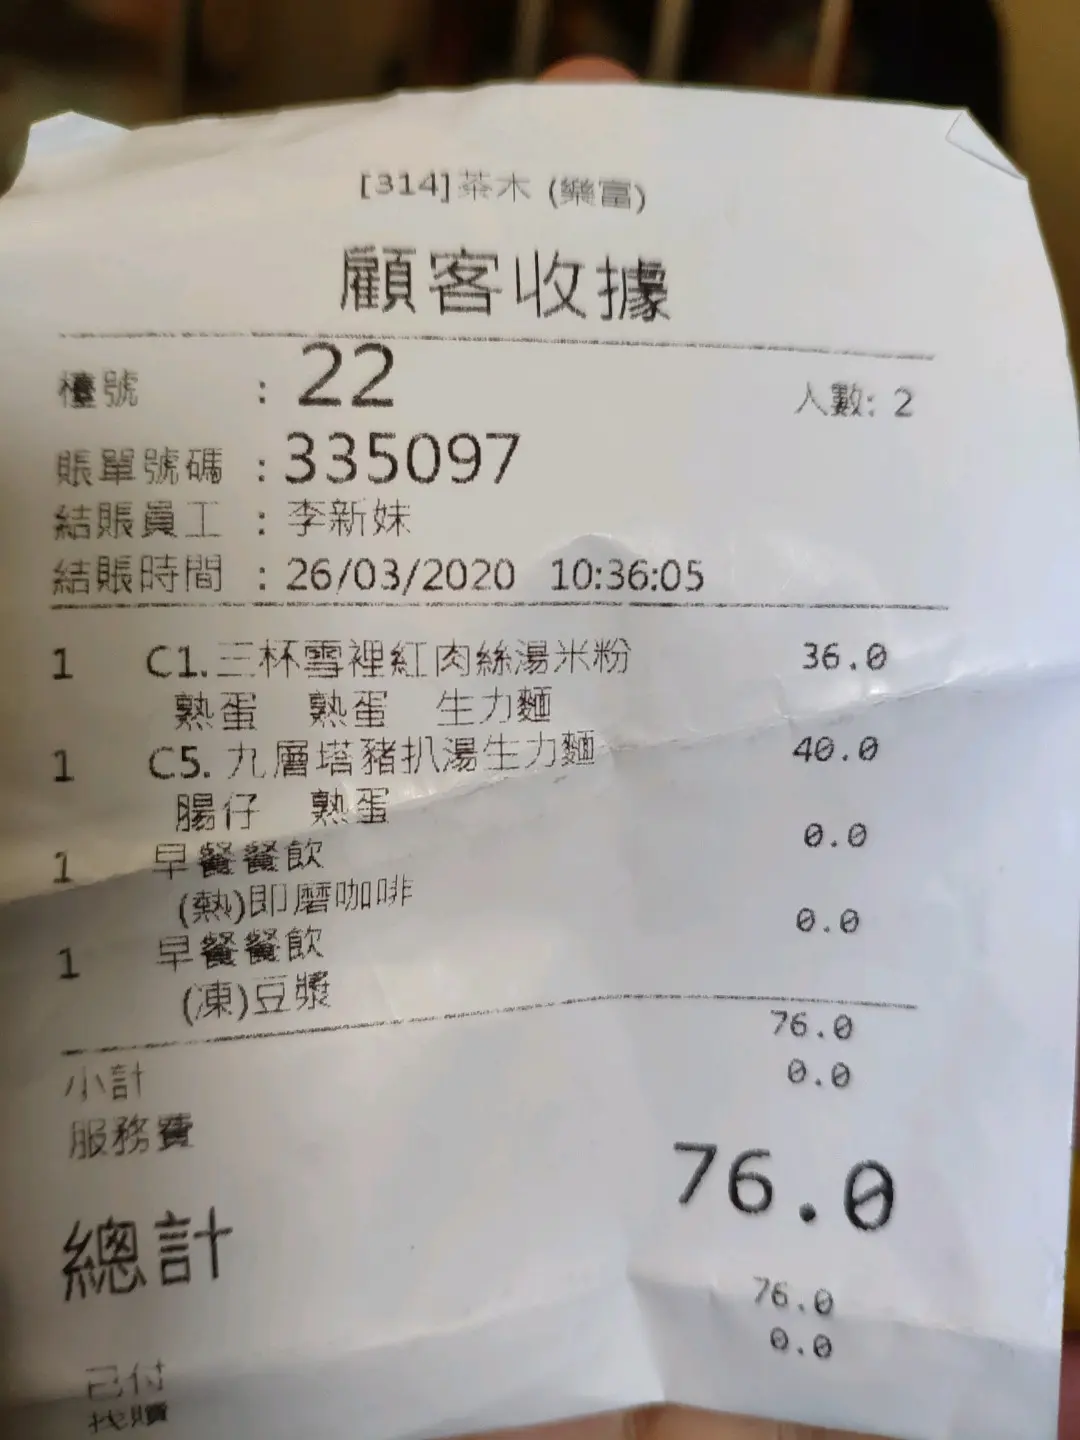 [314]茶木 (樂富)
顧客收據
檯號 : 22 人數: 2
賬單號碼 : 335097
結賬員工 : 李新妹
結賬時間 : 26/03/2020 10:36:05
1 C1.三杯雪裡紅肉絲湯米粉 36.0
熟蛋 熟蛋 生力麵
1 C5.九層塔豬扒湯生力麵 40.0
腸仔 熟蛋
1 早餐餐飲 0.0
(熱)即磨咖啡
1 早餐餐飲 0.0
(凍)豆漿
小計 76.0
服務費 0.0
總計 76.0
已付 76.0
找贖 0.0